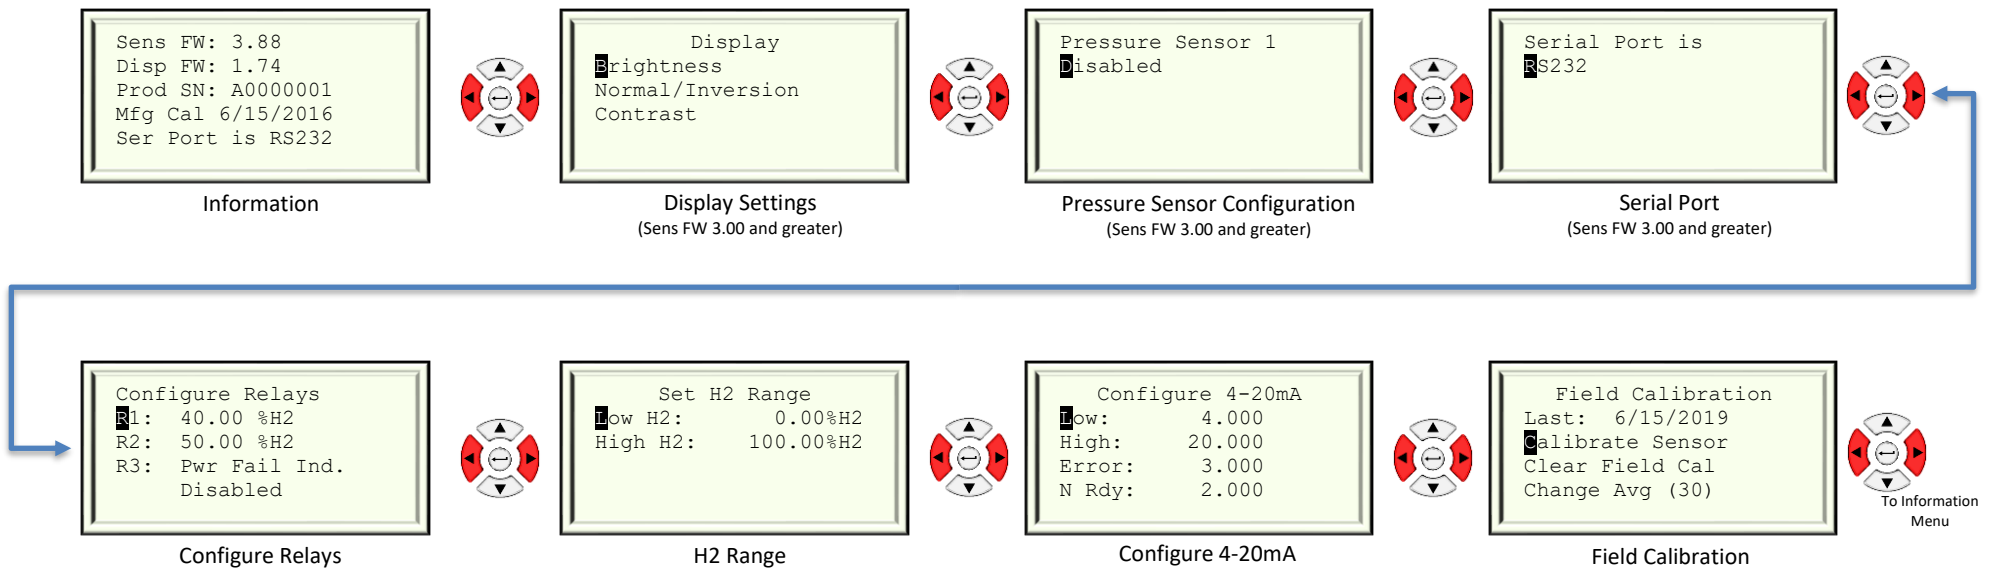 Sens FW: 3.88
Disp FW: 1.74
Prod SN: A0000001
Mfg Cal 6/15/2016
Ser Port is RS232
Information
Display
Brightness
Normal/Inversion
Contrast
Display Settings
(Sens FW 3.00 and greater)
Pressure Sensor 1
Disabled
Pressure Sensor Configuration
(Sens FW 3.00 and greater)
Serial Port is
RS232
Serial Port
(Sens FW 3.00 and greater)
Configure Relays
R1: 40.00 %H2
R2: 50.00 %H2
R3: Pwr Fail Ind.
Disabled
Configure Relays
Set H2 Range
Low H2: 0.00%H2
High H2: 100.00%H2
H2 Range
Configure 4-20mA
Low: 4.000
High: 20.000
Error: 3.000
N Rdy: 2.000
Configure 4-20mA
Field Calibration
Last: 6/15/2019
Calibrate Sensor
Clear Field Cal
Change Avg (30)
Field Calibration
To Information
Menu